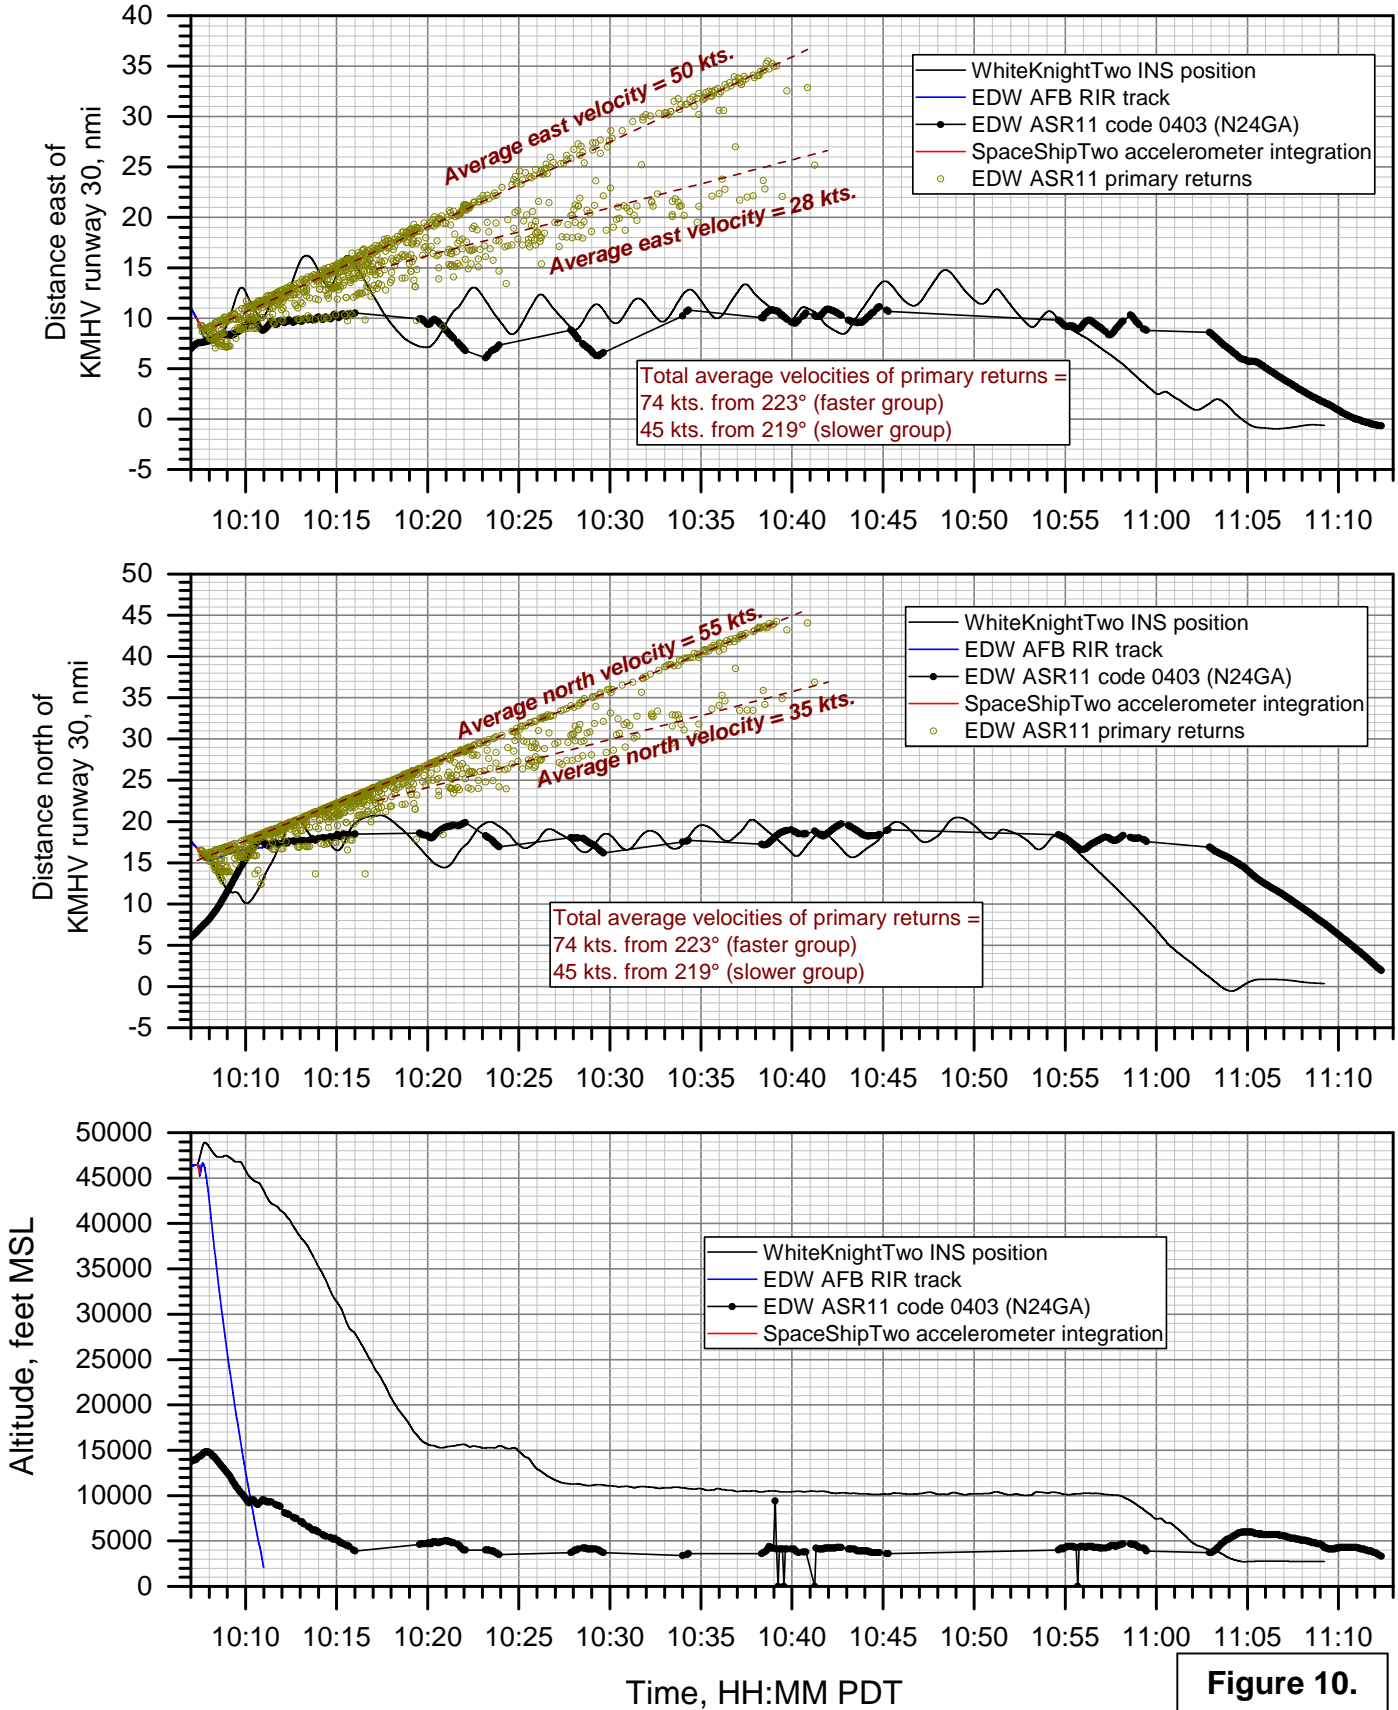 40
35
30
25
20
15
10
5
0
-5
Distance east of
KMHV runway 30, nmi
Average east velocity = 50 kts.
Average east velocity = 28 kts.
WhiteKnightTwo INS position
EDW AFB RIR track
EDW ASR11 code 0403 (N24GA)
SpaceShipTwo accelerometer integration
EDW ASR11 primary returns
Total average velocities of primary returns =
74 kts. from 223° (faster group)
45 kts. from 219° (slower group)
10:10 10:15 10:20 10:25 10:30 10:35 10:40 10:45 10:50 10:55 11:00 11:05 11:10
50
45
40
35
30
25
20
15
10
5
0
-5
Distance north of
KMHV runway 30, nmi
Average north velocity = 55 kts.
Average north velocity = 35 kts.
WhiteKnightTwo INS position
EDW AFB RIR track
EDW ASR11 code 0403 (N24GA)
SpaceShipTwo accelerometer integration
EDW ASR11 primary returns
Total average velocities of primary returns =
74 kts. from 223° (faster group)
45 kts. from 219° (slower group)
10:10 10:15 10:20 10:25 10:30 10:35 10:40 10:45 10:50 10:55 11:00 11:05 11:10
50000
45000
40000
35000
30000
25000
20000
15000
10000
5000
0
Altitude, feet MSL
WhiteKnightTwo INS position
EDW AFB RIR track
EDW ASR11 code 0403 (N24GA)
SpaceShipTwo accelerometer integration
10:10 10:15 10:20 10:25 10:30 10:35 10:40 10:45 10:50 10:55 11:00 11:05 11:10
Time, HH:MM PDT
Figure 10.